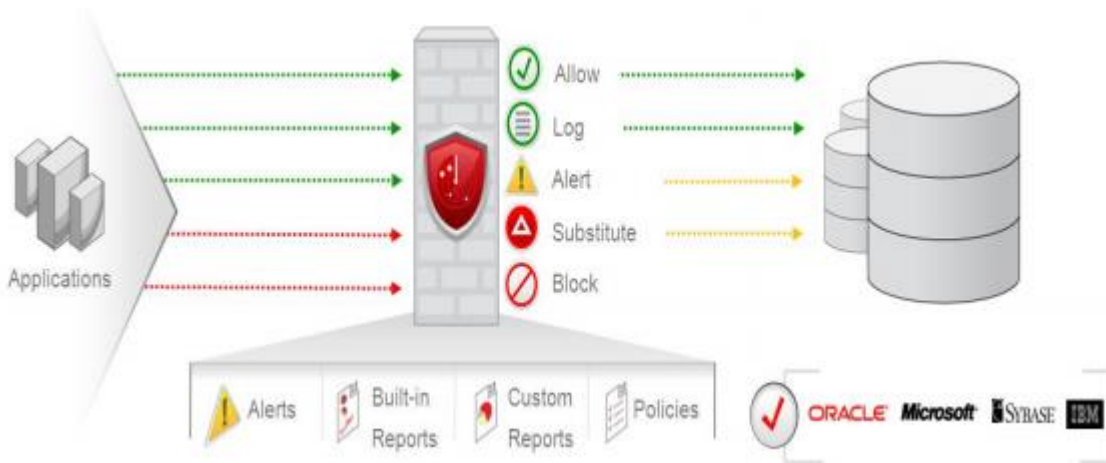 Allow
Log
Alert
Substitute
Block
Applications
Alerts
Built-in
Reports
Custom
Reports
Policies
ORACLE
Microsoft
SYBASE
IBM